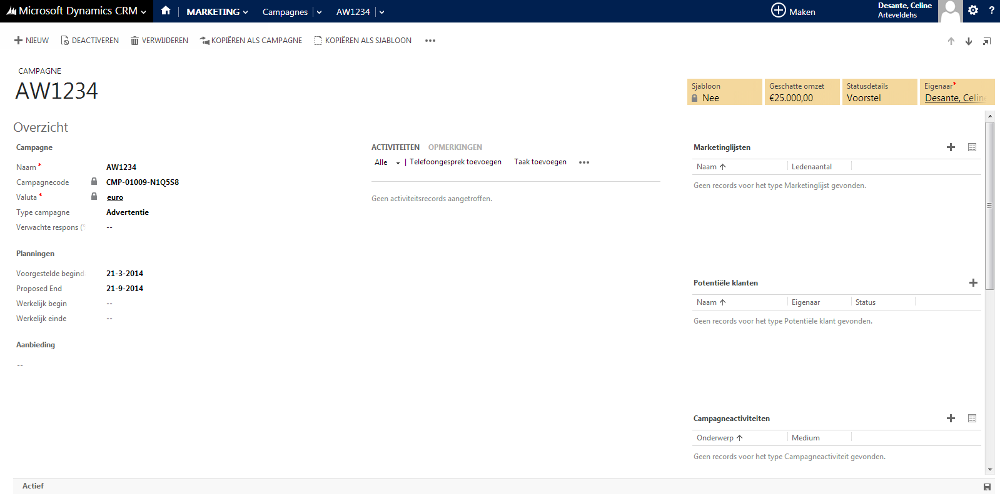 Microsoft Dynamics CRM MARKETING Campagnes AW1234 Maken Desante, Celine
Arteveldehs ?
NIEUW DEACTIVEREN VERWIJDEREN KOPIËREN ALS CAMPAGNE KOPIËREN ALS SJABLOON
CAMPAGNE
AW1234
Sjabloon
Nee
Geschatte omzet
€25.000,00
Statusdetails
Voorstel
Eigenaar*
Desante, Celin
Overzicht
Campagne
Naam* AW1234
Campagnecode CMP-01009-N1Q5S8
Valuta* euro
Type campagne Advertentie
Verwachte respons ( --
Planningen
Voorgestelde begind 21-3-2014
Proposed End 21-9-2014
Werkelijk begin --
Werkelijk einde --
Aanbieding
--
ACTIVITEITEN OPMERKINGEN
Alle | Telefoongesprek toevoegen Taak toevoegen
Geen activiteitsrecords aangetroffen.
Marketinglijsten
Naam Ledenaantal
Geen records voor het type Marketinglijst gevonden.
Potentiële klanten
Naam Eigenaar Status
Geen records voor het type Potentiële klant gevonden.
Campagneactiviteiten
Onderwerp Medium
Geen records voor het type Campagneactiviteit gevonden.
Actief